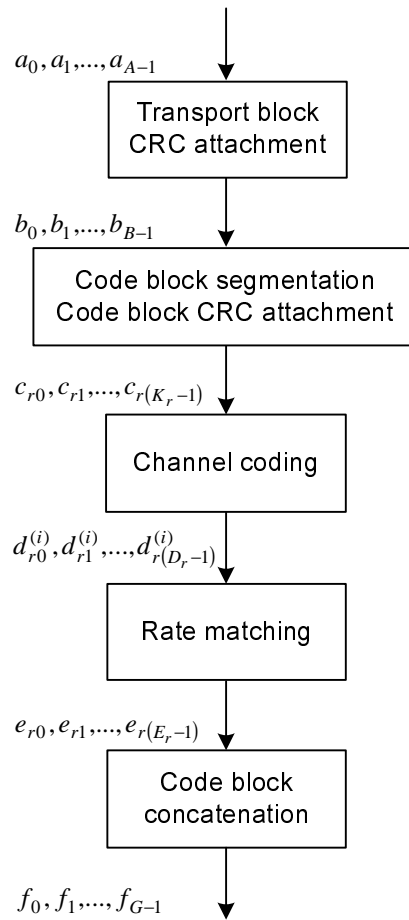 a_0, a_1,..., a_{A-1}
Transport block
CRC attachment
b_0, b_1,..., b_{B-1}
Code block segmentation
Code block CRC attachment
c_{r0}, c_{r1},..., c_{r(K_r-1)}
Channel coding
d_{r0}^{(i)}, d_{r1}^{(i)},..., d_{r(D_r-1)}^{(i)}
Rate matching
e_{r0}, e_{r1},..., e_{r(E_r-1)}
Code block
concatenation
f_0, f_1,..., f_{G-1}